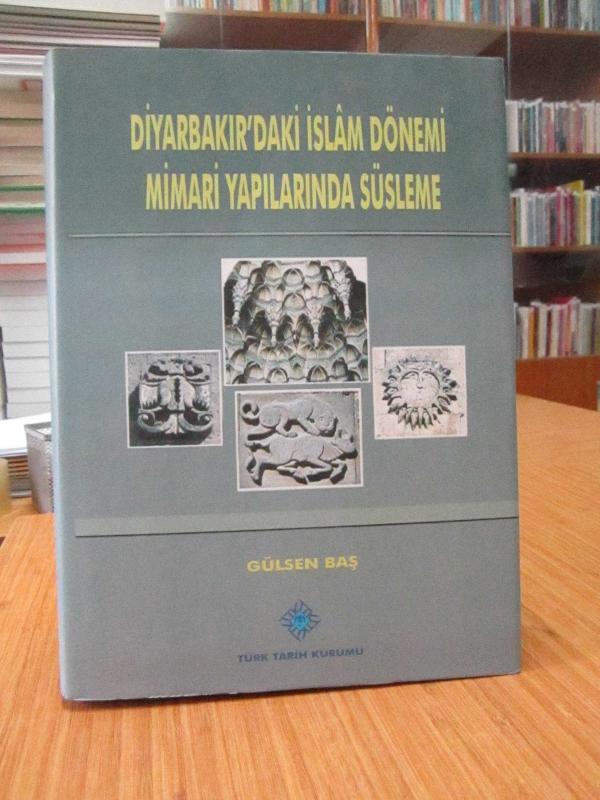 DİYARBAKIR'DAKİ İSLÂM DÖNEMİ
MİMARİ YAPILARINDA SÜSLEME
GÜLSEN BAŞ
TÜRK TARİH KURUMU